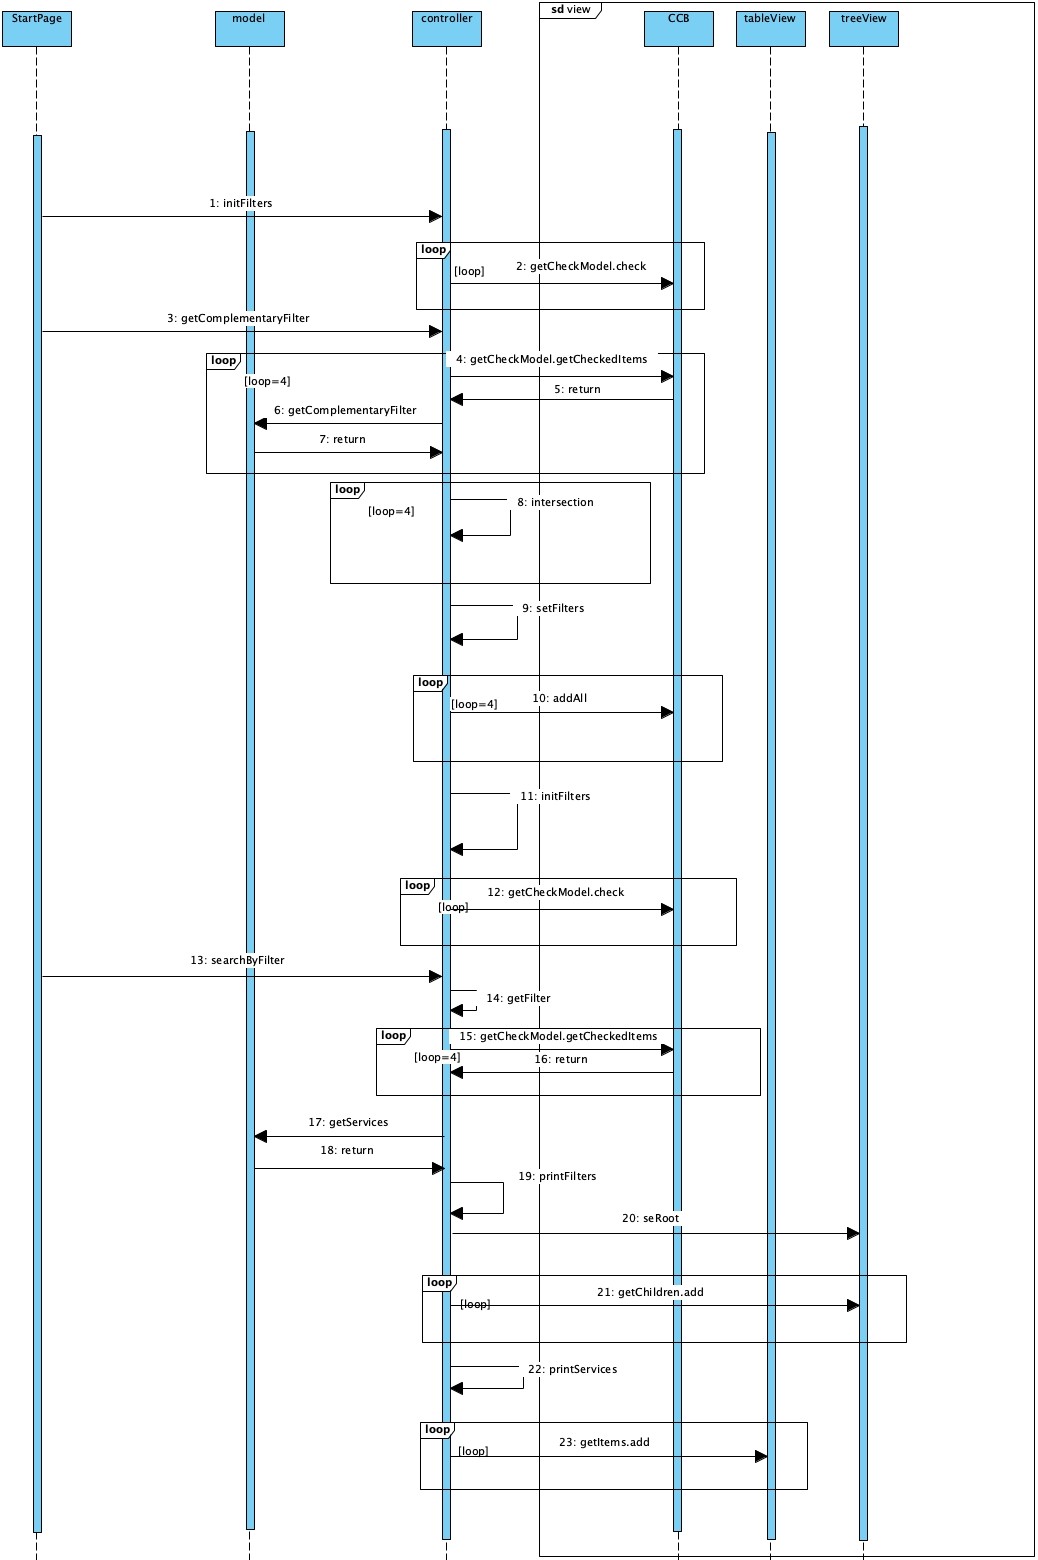 sd view
StartPage
model
controller
CCB
tableView
treeView
1: initFilters
loop
2: getCheckModel.check
[loop]
3: getComplementaryFilter
loop
4: getCheckModel.getCheckedItems
[loop=4]
5: return
6: getComplementaryFilter
7: return
loop
8: intersection
[loop=4]
9: setFilters
loop
10: addAll
[loop=4]
11: initFilters
loop
12: getCheckModel.check
[loop]
13: searchByFilter
14: getFilter
loop
15: getCheckModel.getCheckedItems
[loop=4]
16: return
17: getServices
18: return
19: printFilters
20: seRoot
loop
21: getChildren.add
[loop]
22: printServices
loop
23: getItems.add
[loop]